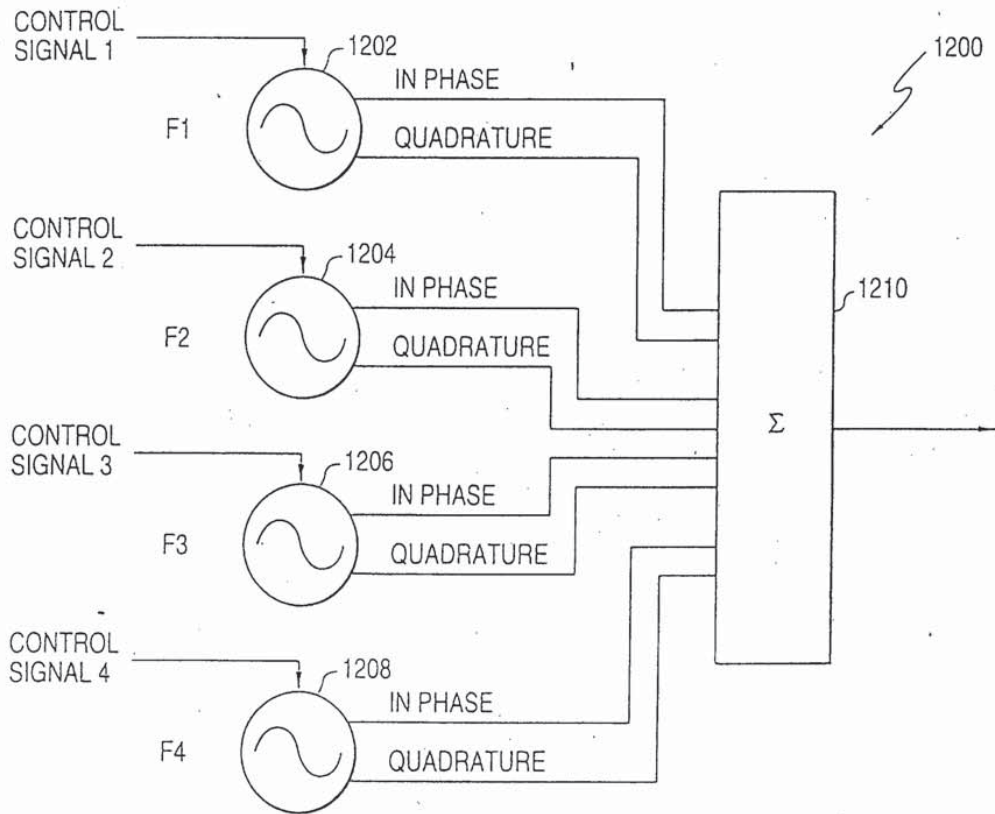 CONTROL
SIGNAL 1
1202
1200
IN PHASE
F1
QUADRATURE
CONTROL
SIGNAL 2
1204
IN PHASE
1210
F2
QUADRATURE
Σ
CONTROL
SIGNAL 3
1206
IN PHASE
F3
QUADRATURE
CONTROL
SIGNAL 4
1208
IN PHASE
F4
QUADRATURE